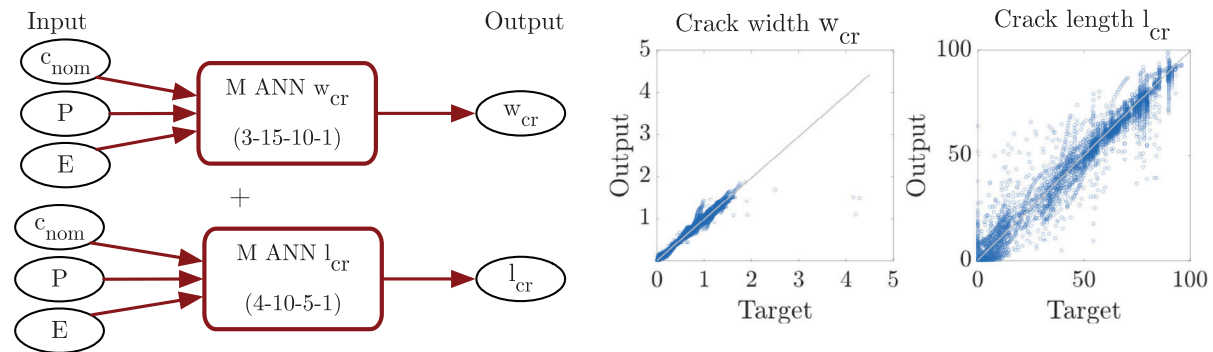 Input
Output
c_nom
P
E
M ANN w_cr
(3-15-10-1)
w_cr
+
c_nom
P
E
M ANN l_cr
(4-10-5-1)
l_cr
Crack width w_cr
Output
5
4
3
2
1
0
1
2
3
4
5
Target
Crack length l_cr
Output
100
50
0
0
50
100
Target